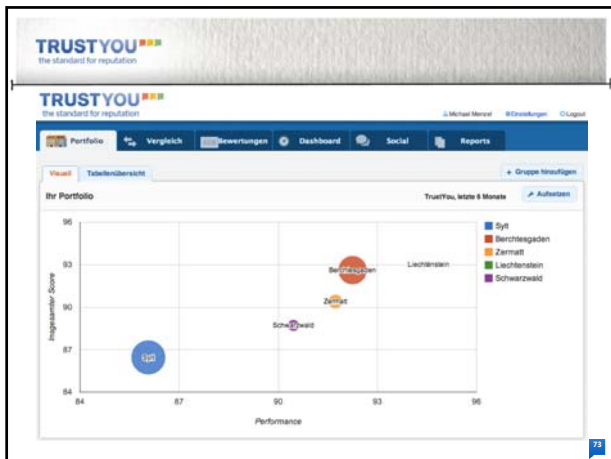 TRUSTYOU
the standard for reputation
TRUSTYOU
the standard for reputation
Michael Menzel Einstellungen Logout
Portfolio Vergleich Bewertungen Dashboard Social Reports
Visuell Tabellenübersicht + Gruppe hinzufügen
Ihr Portfolio TrustYou, letzte 6 Monate Aufsetzen
96
93
90
87
84
Insgesamter Score
Berchtesgaden
Liechtenstein
Zermatt
Schwarzwald
Sylt
84 87 90 93 96
Performance
Sylt
Berchtesgaden
Zermatt
Liechtenstein
Schwarzwald
73